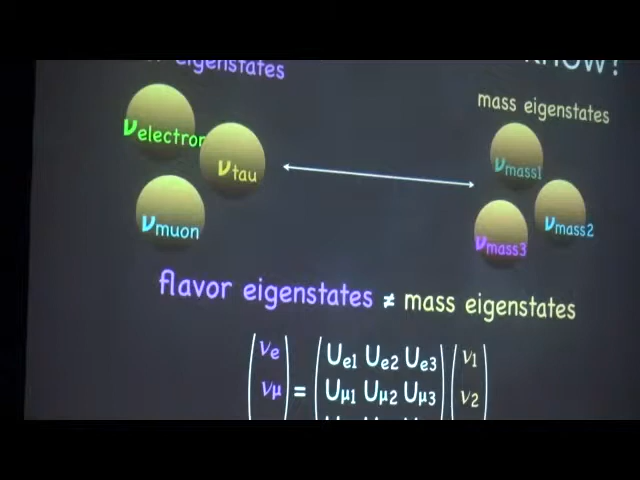 eigenstates
KNOW!
mass eigenstates
νelectron
νtau
νmuon
νmass1
νmass2
νmass3
flavor eigenstates ≠ mass eigenstates
νe Ue1 Ue2 Ue3 ν1
νμ = Uμ1 Uμ2 Uμ3 ν2